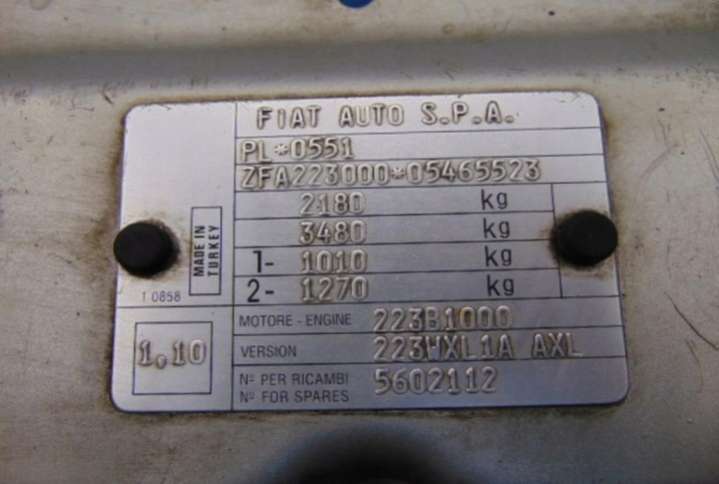 FIAT AUTO S.P.A.
PL*0551
ZFA223000*05465523
2180 kg
3480 kg
1- 1010 kg
2- 1270 kg
MADE IN
TURKEY
1 0858
MOTORE - ENGINE 223B1000
1.10
VERSION 223WXL1A AXL
Nº PER RICAMBI
Nº FOR SPARES
5602112